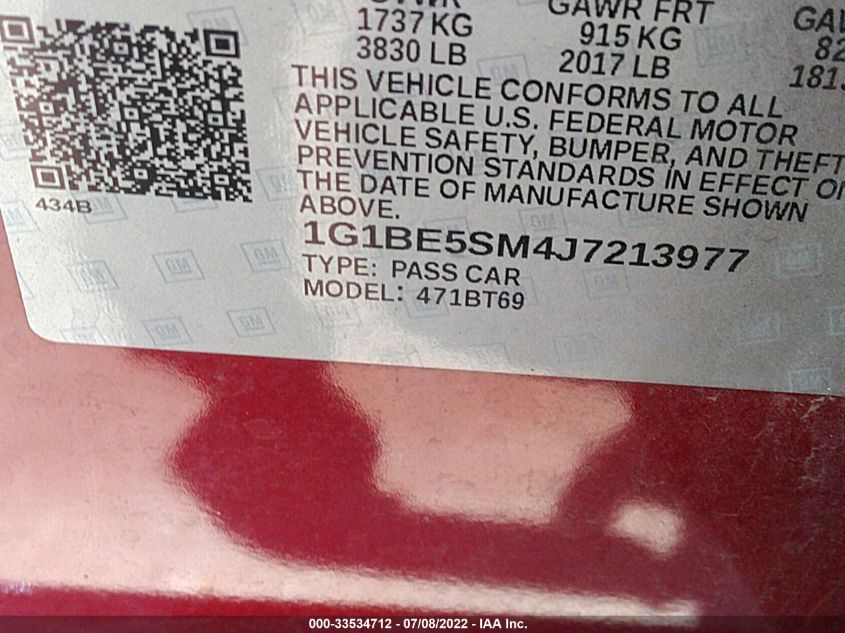 GVWR GAWR FRT
1737 KG 915 KG
3830 LB 2017 LB
THIS VEHICLE CONFORMS TO ALL
APPLICABLE U.S. FEDERAL MOTOR
VEHICLE SAFETY, BUMPER, AND THEFT
PREVENTION STANDARDS IN EFFECT ON
THE DATE OF MANUFACTURE SHOWN
ABOVE.
1G1BE5SM4J7213977
TYPE: PASS CAR
MODEL: 471BT69
434B
GM
000-33534712 - 07/08/2022 - IAA Inc.